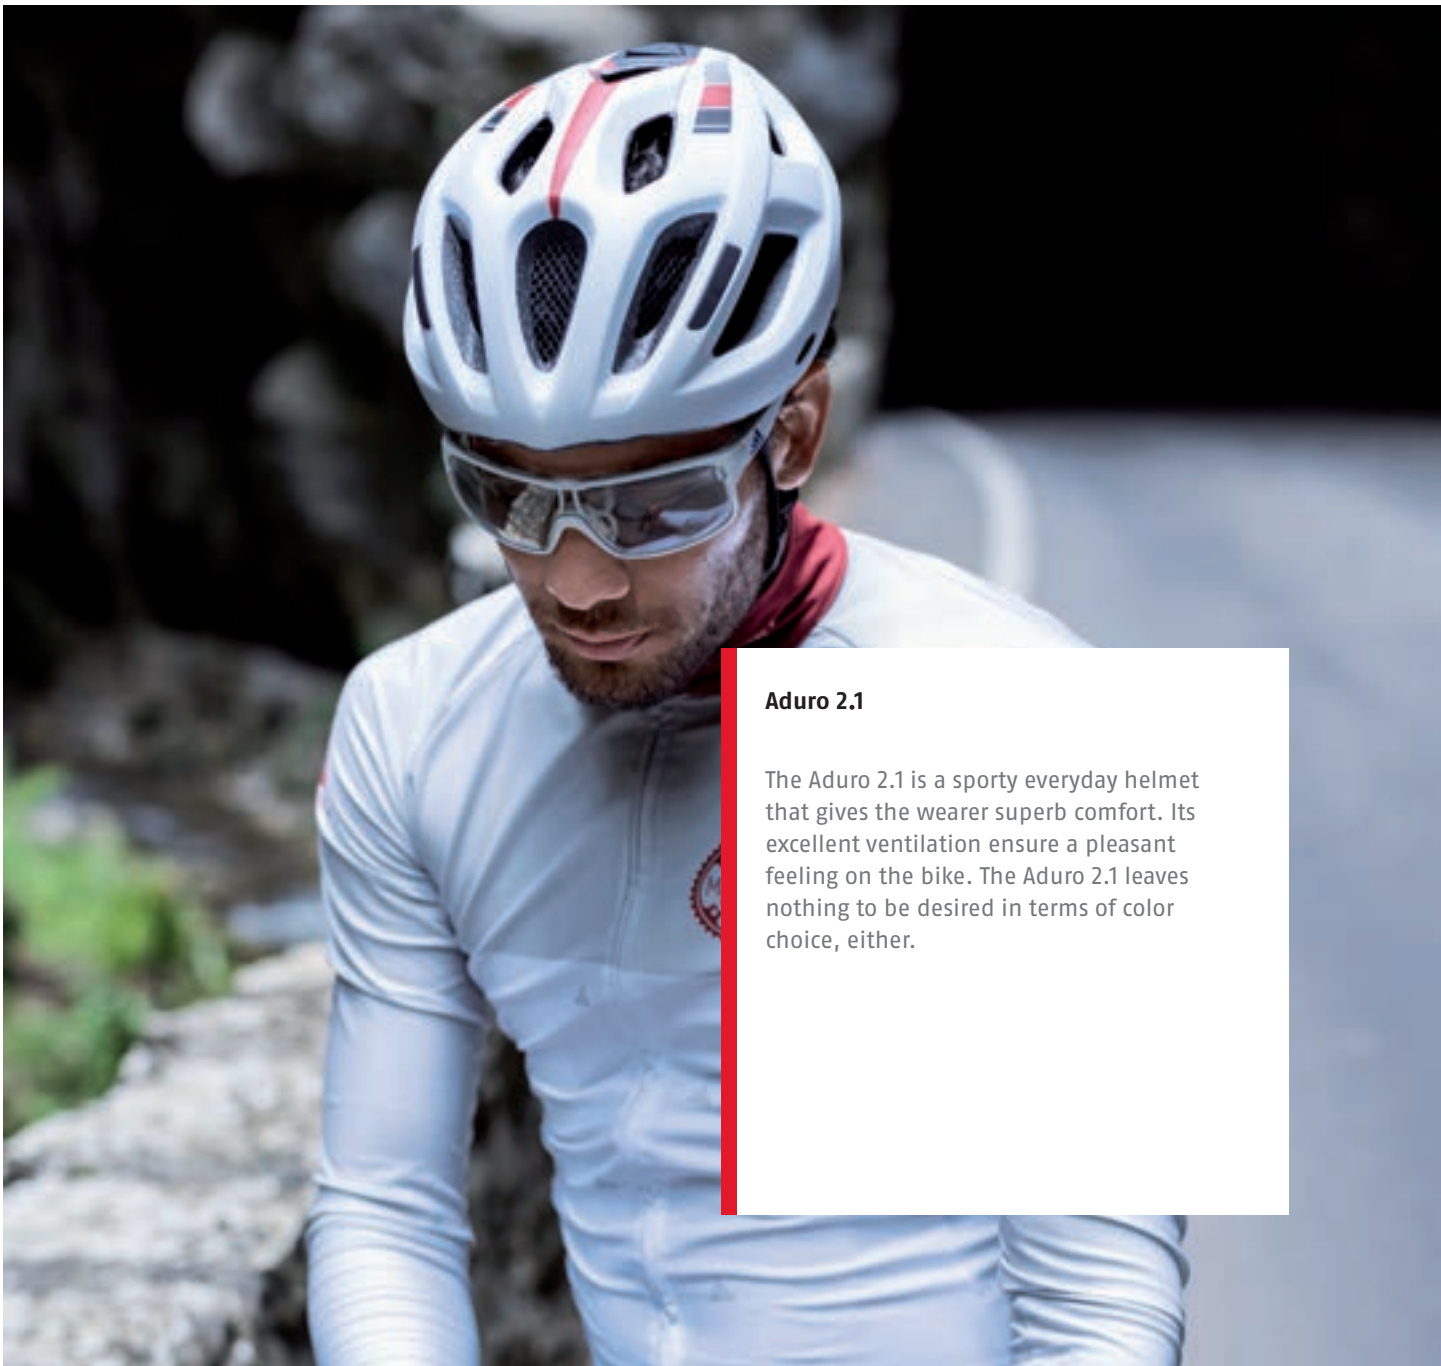 Aduro 2.1
The Aduro 2.1 is a sporty everyday helmet
that gives the wearer superb comfort. Its
excellent ventilation ensure a pleasant
feeling on the bike. The Aduro 2.1 leaves
nothing to be desired in terms of color
choice, either.